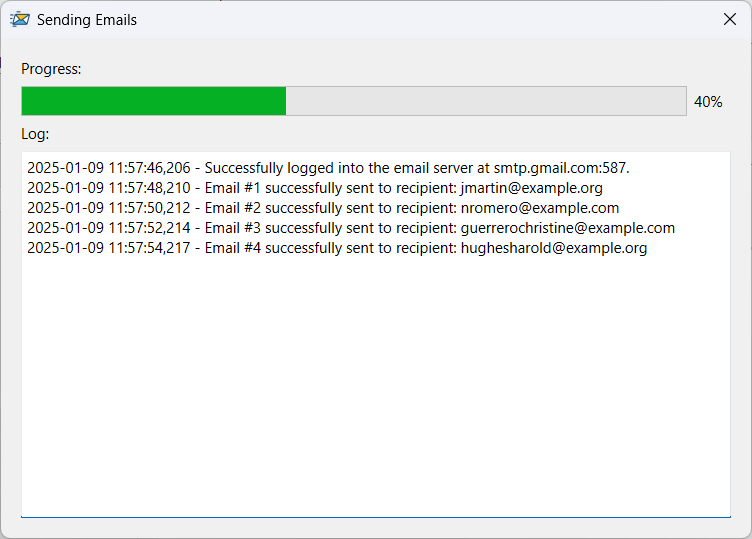 Sending Emails
Progress:
40%
Log:
2025-01-09 11:57:46,206 - Successfully logged into the email server at smtp.gmail.com:587.
2025-01-09 11:57:48,210 - Email #1 successfully sent to recipient: jmartin@example.org
2025-01-09 11:57:50,212 - Email #2 successfully sent to recipient: nromero@example.com
2025-01-09 11:57:52,214 - Email #3 successfully sent to recipient: guerrerochristine@example.com
2025-01-09 11:57:54,217 - Email #4 successfully sent to recipient: hughesharold@example.org